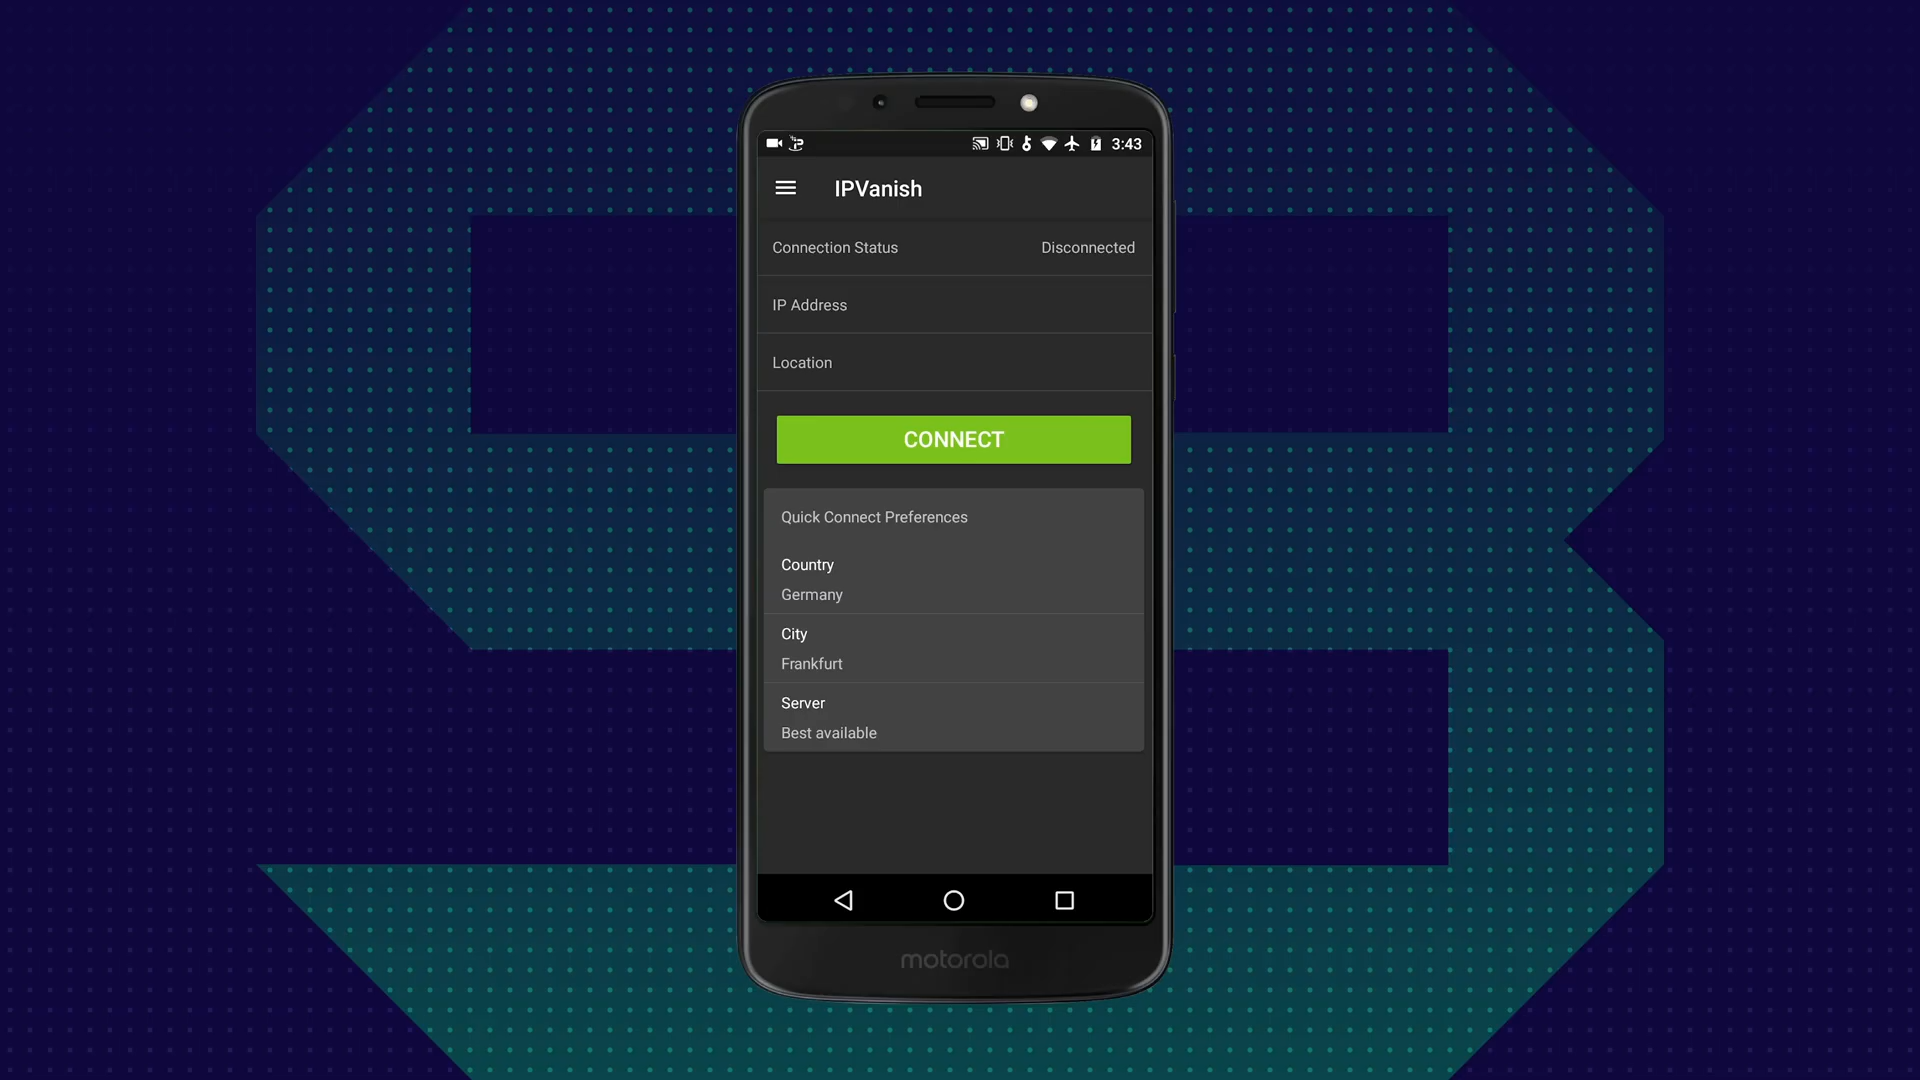 3:43
IPVanish
Connection Status Disconnected
IP Address
Location
CONNECT
Quick Connect Preferences
Country
Germany
City
Frankfurt
Server
Best available
motorola